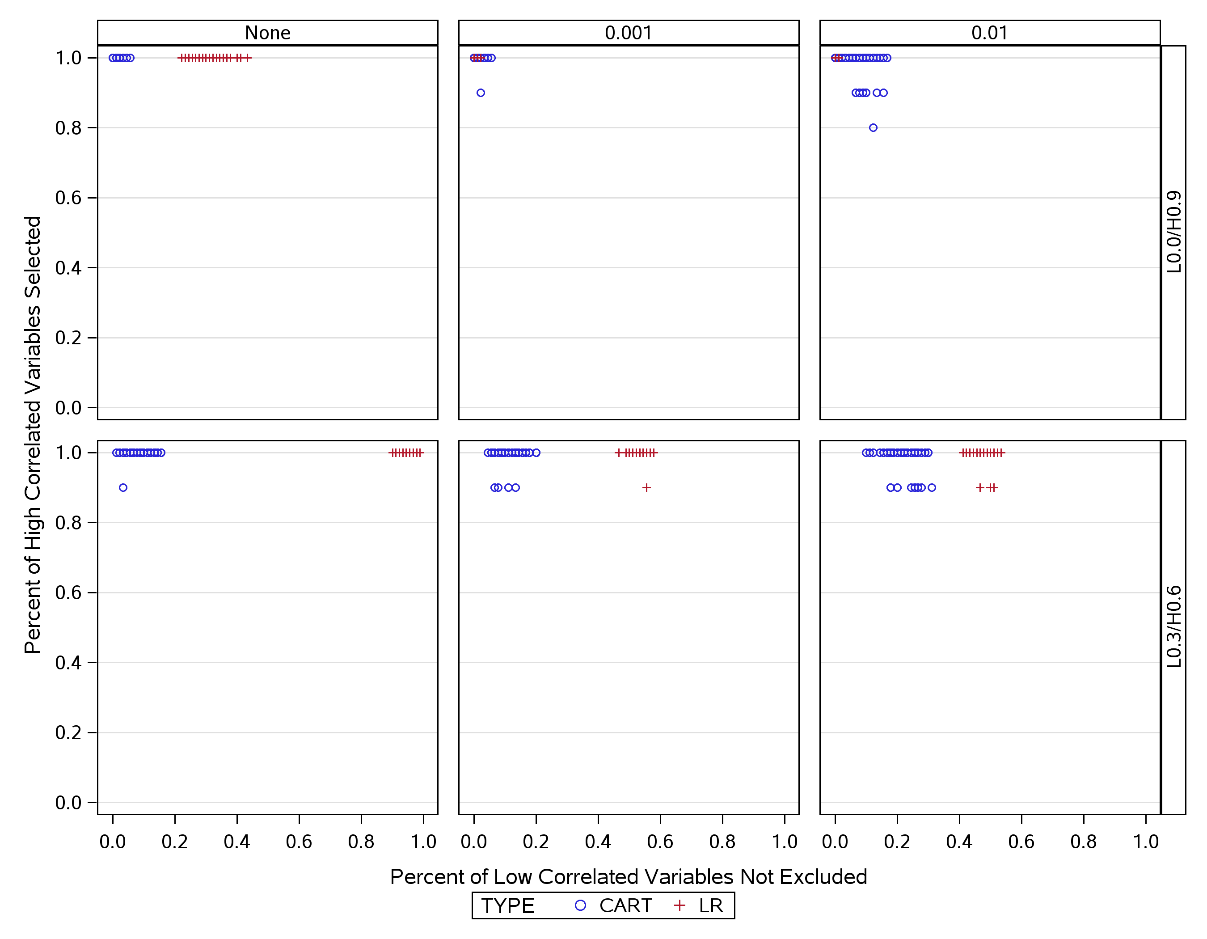 None
0.001
0.01
1.0
0.8
0.6
0.4
0.2
0.0
L0.0/H0.9
Percent of High Correlated Variables Selected
1.0
0.8
0.6
0.4
0.2
0.0
L0.3/H0.6
0.0 0.2 0.4 0.6 0.8 1.0
0.0 0.2 0.4 0.6 0.8 1.0
0.0 0.2 0.4 0.6 0.8 1.0
Percent of Low Correlated Variables Not Excluded
TYPE CART LR